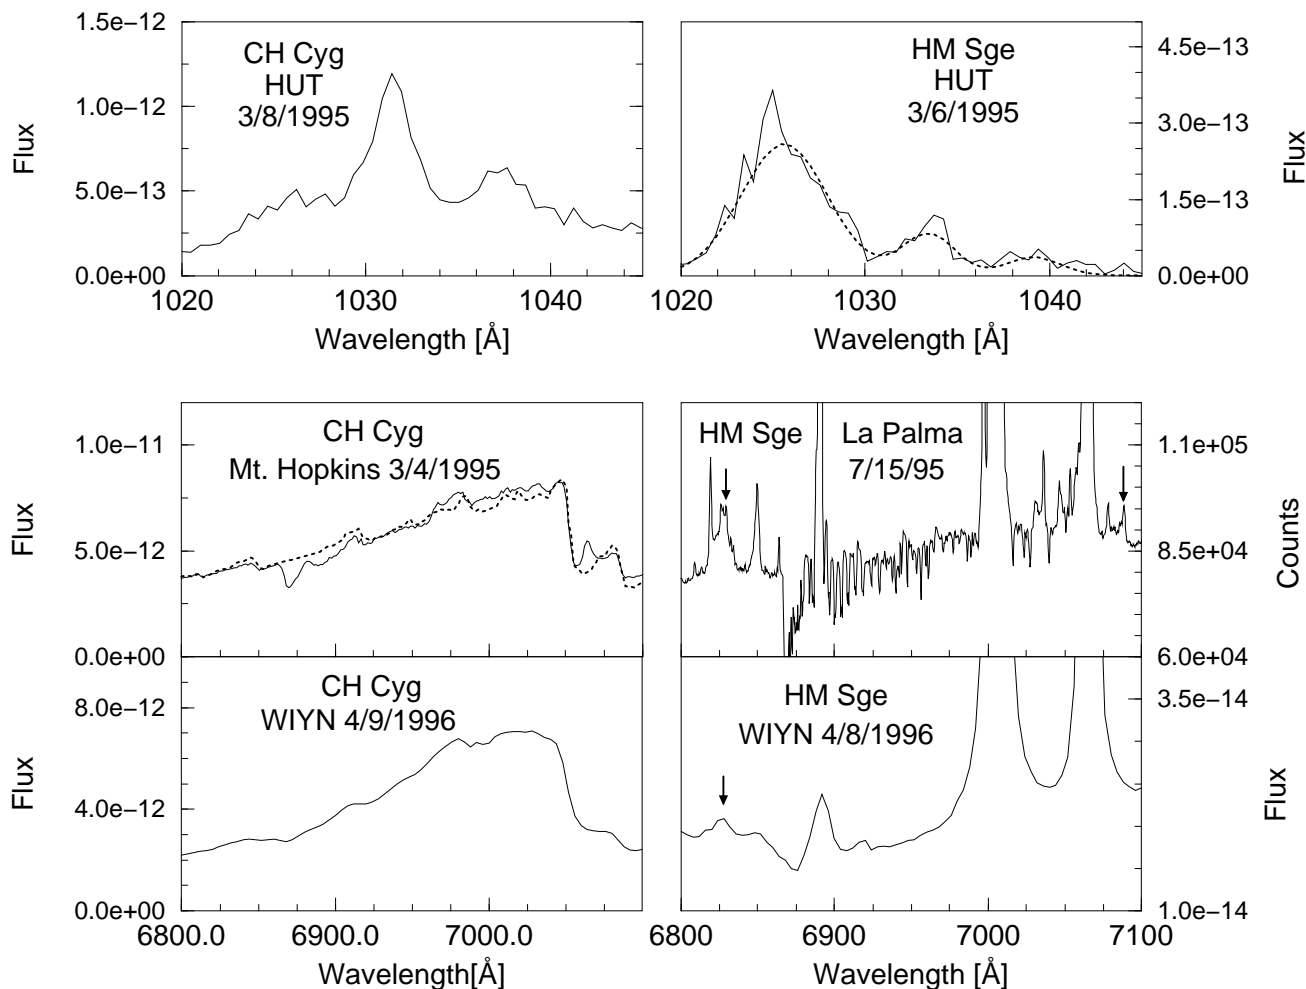 1.5e−12
1.0e−12
5.0e−13
0.0e+00
Flux
CH Cyg
HUT
3/8/1995
1020
1030
1040
Wavelength [Å]
HM Sge
HUT
3/6/1995
4.5e−13
3.0e−13
1.5e−13
0.0e+00
Flux
1020
1030
1040
Wavelength [Å]
1.0e−11
5.0e−12
0.0e+00
Flux
CH Cyg
Mt. Hopkins 3/4/1995
HM Sge
La Palma
7/15/95
1.1e+05
8.5e+04
6.0e+04
Counts
8.0e−12
4.0e−12
0.0e+00
Flux
CH Cyg
WIYN 4/9/1996
6800.0
6900.0
7000.0
Wavelength[Å]
HM Sge
WIYN 4/8/1996
3.5e−14
1.0e−14
Flux
6800
6900
7000
7100
Wavelength [Å]